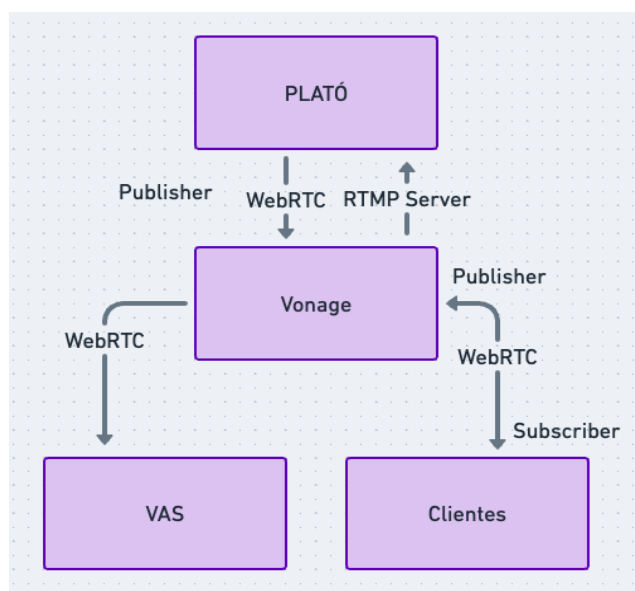 PLATÓ
Publisher
WebRTC
RTMP Server
Vonage
Publisher
WebRTC
WebRTC
Subscriber
VAS
Clientes